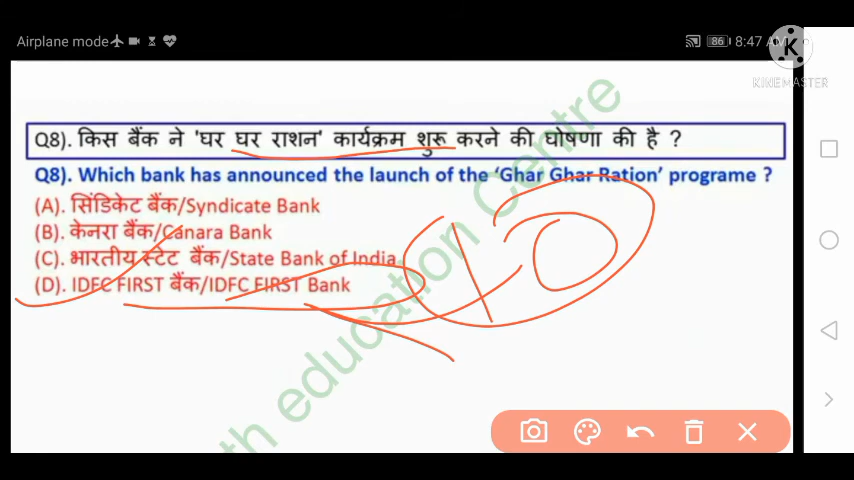 Airplane mode
86 8:47 AM
K
KINEMASTER
Q8). किस बैंक ने 'घर घर राशन' कार्यक्रम शुरू करने की घोषणा की है ?
Q8). Which bank has announced the launch of the ‘Ghar Ghar Ration’ programe ?
(A). सिंडिकेट बैंक/Syndicate Bank
(B). केनरा बैंक/Canara Bank
(C). भारतीय स्टेट बैंक/State Bank of India
(D). IDFC FIRST बैंक/IDFC FIRST Bank
education Centre